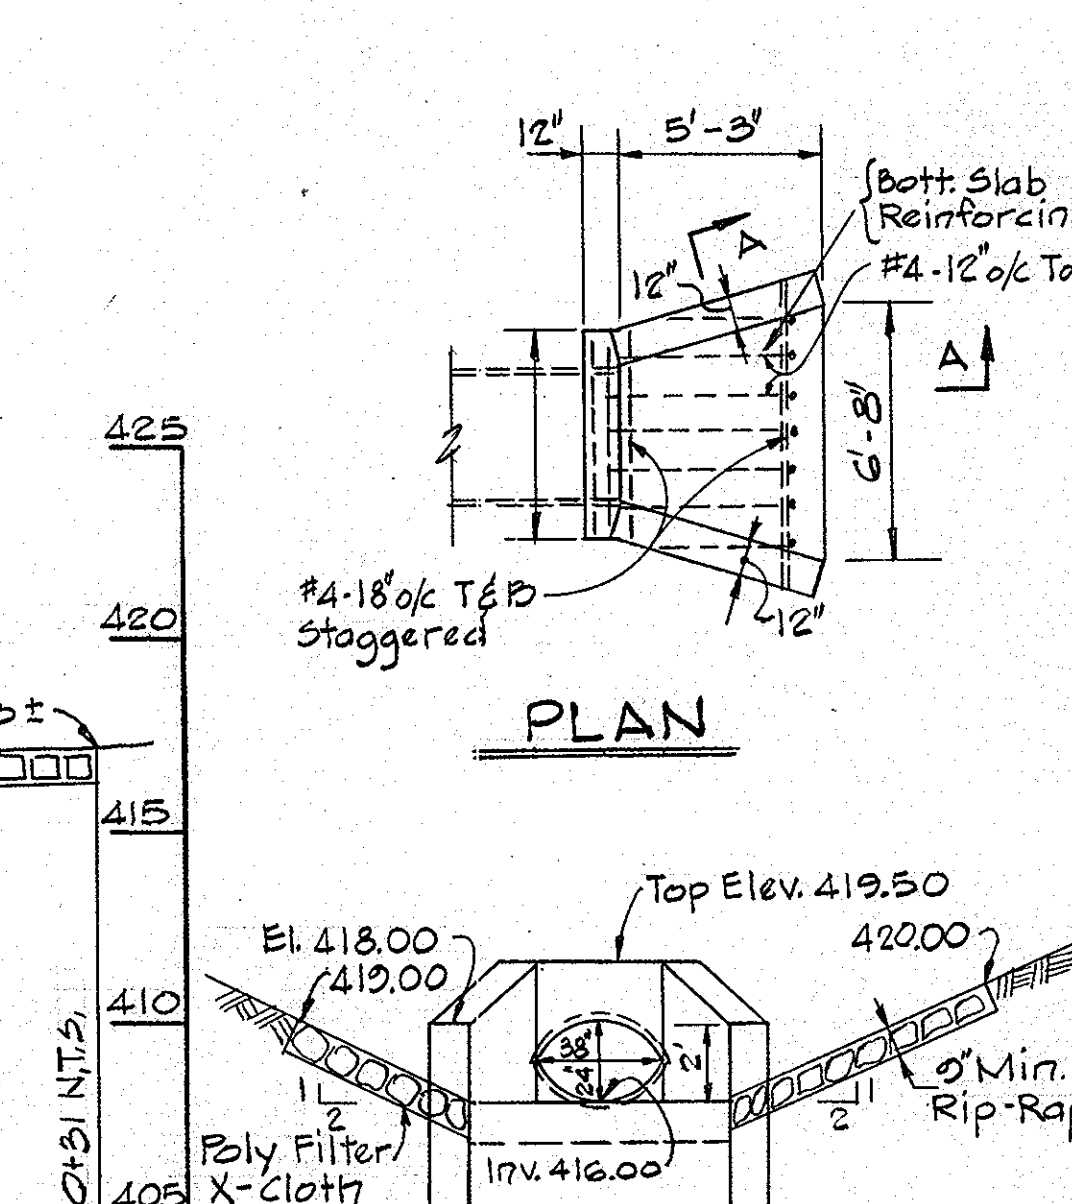 12" 5'-3"
Bott. Slab
Reinforcin
#4-12" o/c To
A
12"
A
6'-8"
425
#4-18" o/c T&B
Staggered
12"
420
±
PLAN
415
Top Elev. 419.50
El. 418.00
419.00
420.00
410
38"
24"
2'
9" Min.
Rip-Rap
1
2
1
2
Poly Filter
X-Cloth
Inv. 416.00
0+31 N.T.S.
405